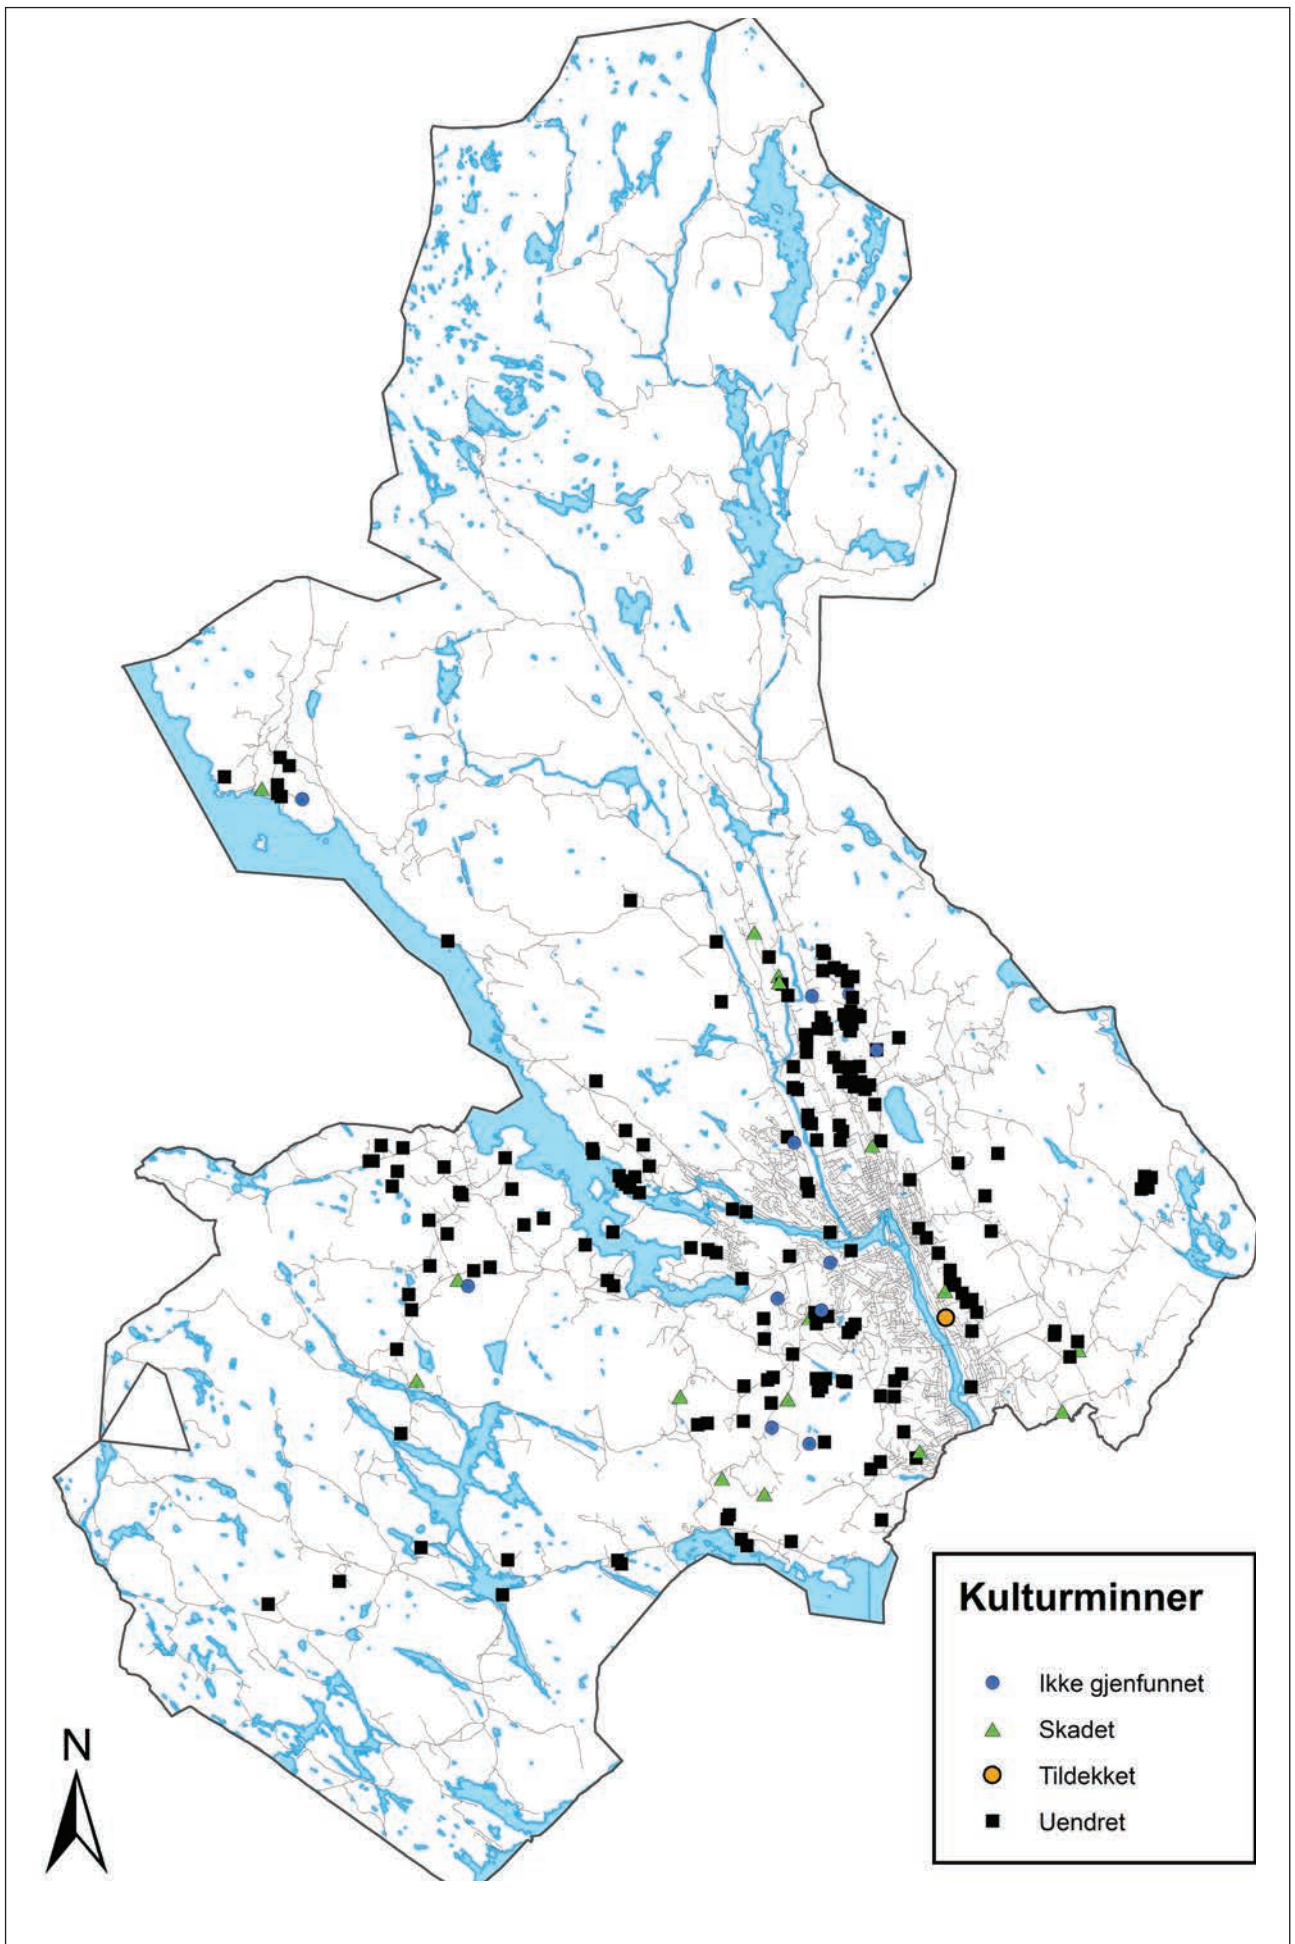 Kulturminner
Ikke gjenfunnet
Skadet
Tildekket
Uendret
N